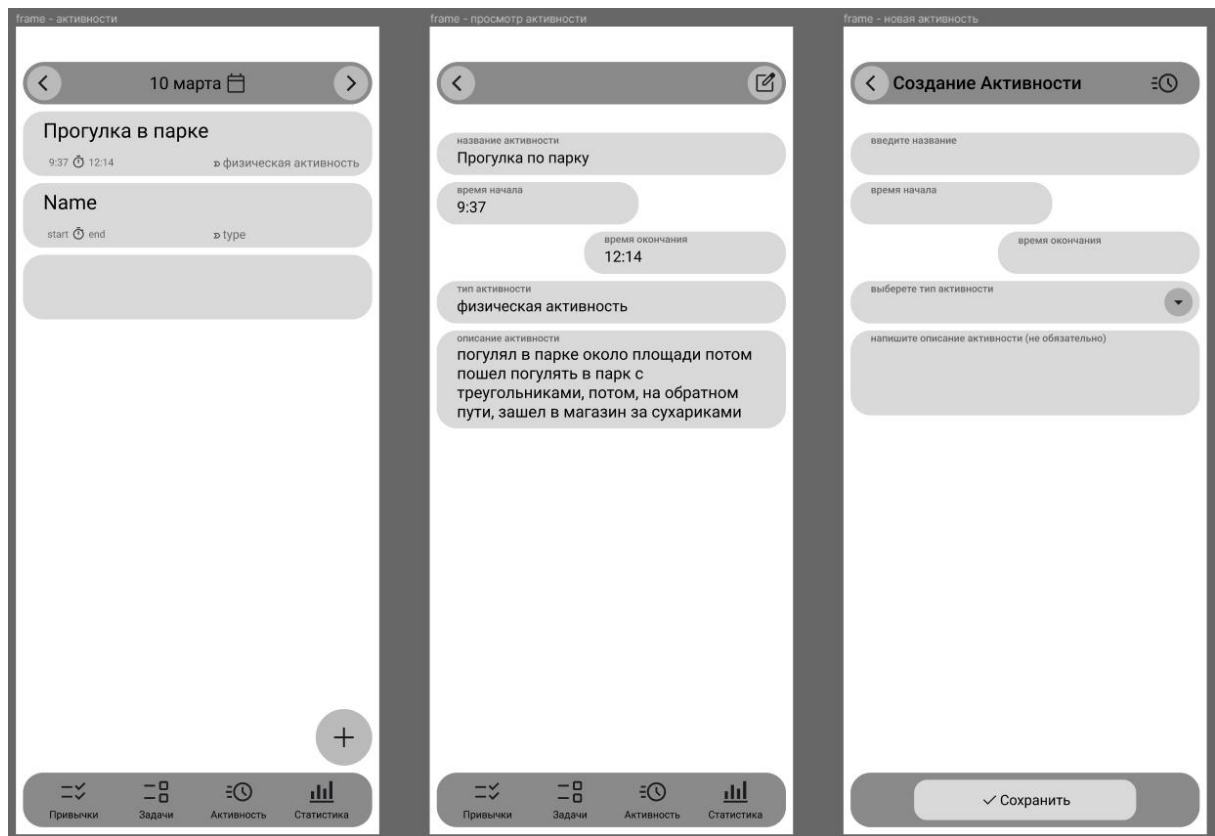 frame - активности
10 марта
Прогулка в парке
9:37 12:14 физическая активность
Name
start end type
Привычки Задачи Активность Статистика
frame - просмотр активности
название активности
Прогулка по парку
время начала
9:37
время окончания
12:14
тип активности
физическая активность
описание активности
погулял в парке около площади потом
пошел погулять в парк с
треугольниками, потом, на обратном
пути, зашел в магазин за сухариками
Привычки Задачи Активность Статистика
frame - новая активность
Создание Активности
введите название
время начала
время окончания
выберете тип активности
напишите описание активности (не обязательно)
Сохранить